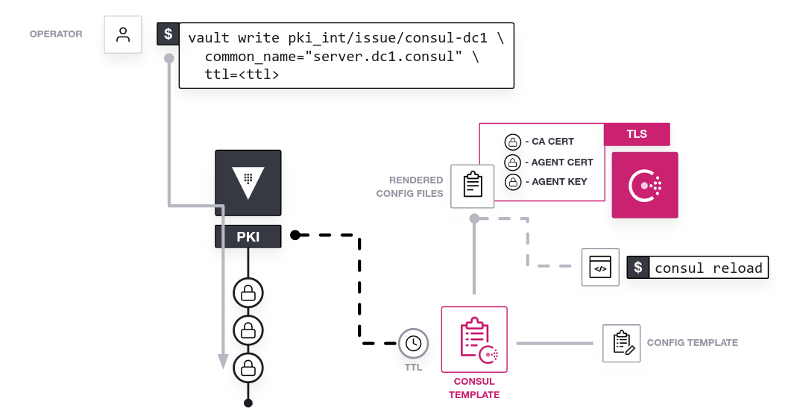 OPERATOR
$
vault write pki_int/issue/consul-dc1 \
common_name="server.dc1.consul" \
ttl=<ttl>
TLS
- CA CERT
- AGENT CERT
- AGENT KEY
RENDERED
CONFIG FILES
PKI
</>
$ consul reload
TTL
CONSUL
TEMPLATE
CONFIG TEMPLATE